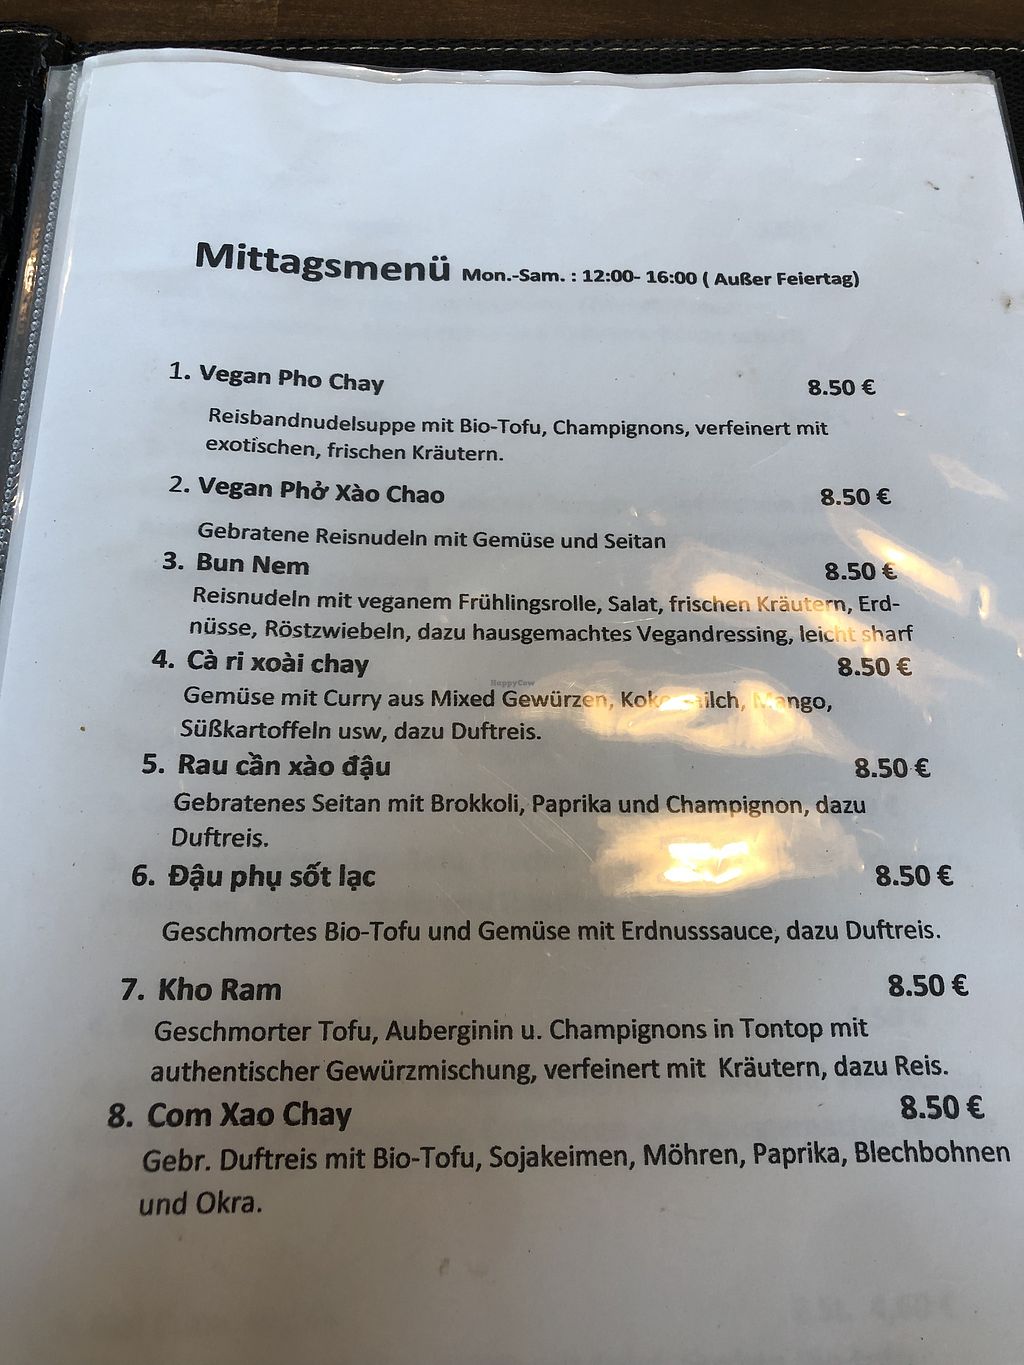 Mittagsmenü Mon.-Sam. : 12:00- 16:00 ( Außer Feiertag)
1. Vegan Pho Chay 8.50 €
Reisbandnudelsuppe mit Bio-Tofu, Champignons, verfeinert mit
exotischen, frischen Kräutern.
2. Vegan Phở Xào Chao 8.50 €
Gebratene Reisnudeln mit Gemüse und Seitan
3. Bun Nem 8.50 €
Reisnudeln mit veganem Frühlingsrolle, Salat, frischen Kräutern, Erd-
nüsse, Röstzwiebeln, dazu hausgemachtes Vegandressing, leicht sharf
4. Cà ri xoài chay 8.50 €
HappyCow
Gemüse mit Curry aus Mixed Gewürzen, Kokosmilch, Mango,
Süßkartoffeln usw, dazu Duftreis.
5. Rau cần xào đậu 8.50 €
Gebratenes Seitan mit Brokkoli, Paprika und Champignon, dazu
Duftreis.
6. Đậu phụ sốt lạc 8.50 €
Geschmortes Bio-Tofu und Gemüse mit Erdnusssauce, dazu Duftreis.
7. Kho Ram 8.50 €
Geschmorter Tofu, Auberginin u. Champignons in Tontop mit
authentischer Gewürzmischung, verfeinert mit Kräutern, dazu Reis.
8. Com Xao Chay 8.50 €
Gebr. Duftreis mit Bio-Tofu, Sojakeimen, Möhren, Paprika, Blechbohnen
und Okra.